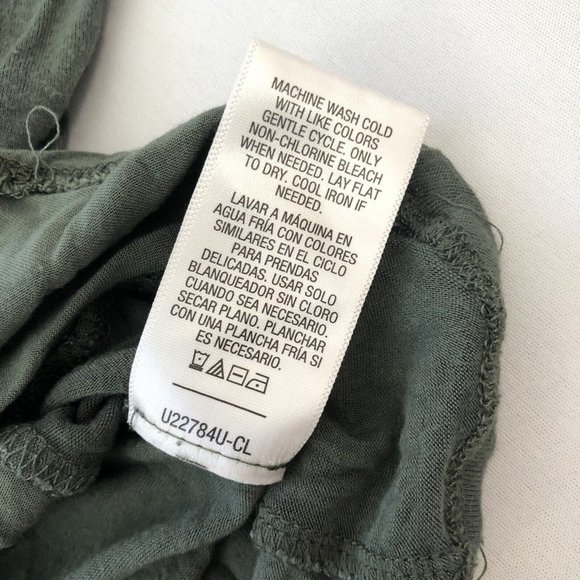 MACHINE WASH COLD
WITH LIKE COLORS
GENTLE CYCLE. ONLY
NON-CHLORINE BLEACH
WHEN NEEDED. LAY FLAT
TO DRY. COOL IRON IF
NEEDED.
LAVAR A MÁQUINA EN
AGUA FRÍA CON COLORES
SIMILARES EN EL CICLO
PARA PRENDAS
DELICADAS. USAR SOLO
BLANQUEADOR SIN CLORO
CUANDO SEA NECESARIO.
SECAR PLANO. PLANCHAR
CON UNA PLANCHA FRÍA SI
ES NECESARIO.
U22784U-CL